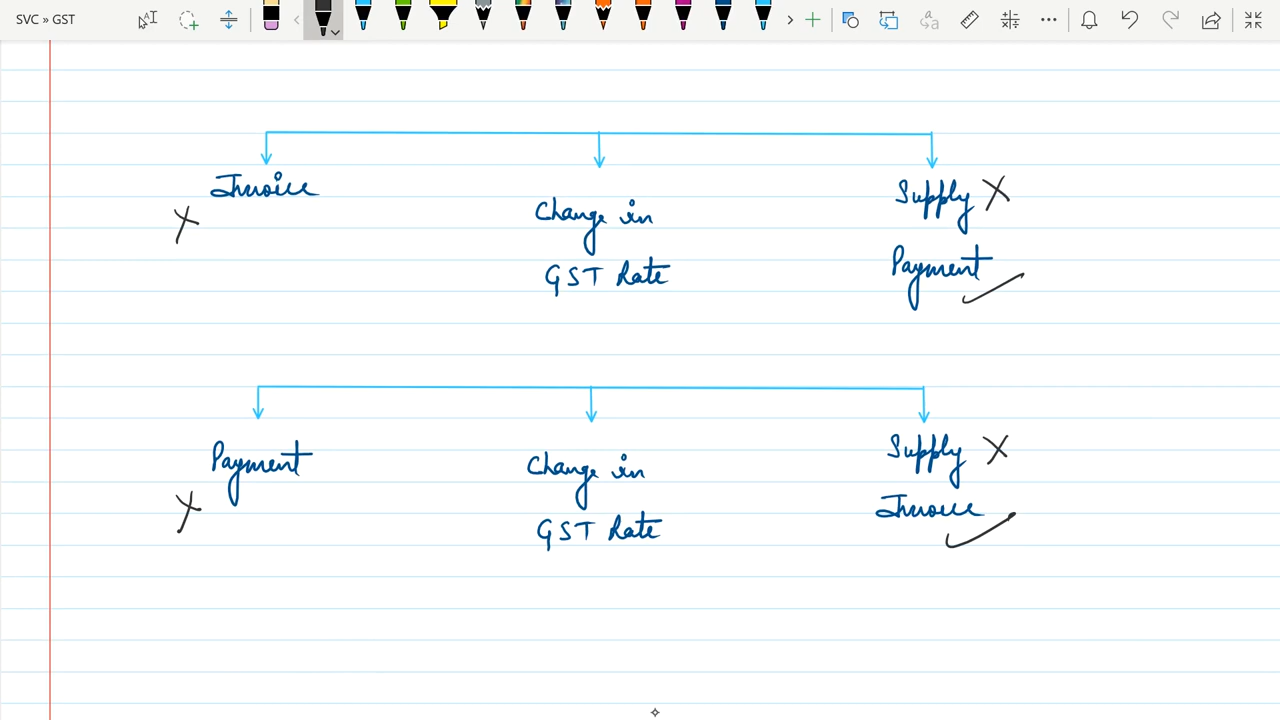 SVC » GST
Invoice
Change in
GST Rate
Supply X
Payment
X
✓
Payment
Change in
GST Rate
Supply X
Invoice
X
✓